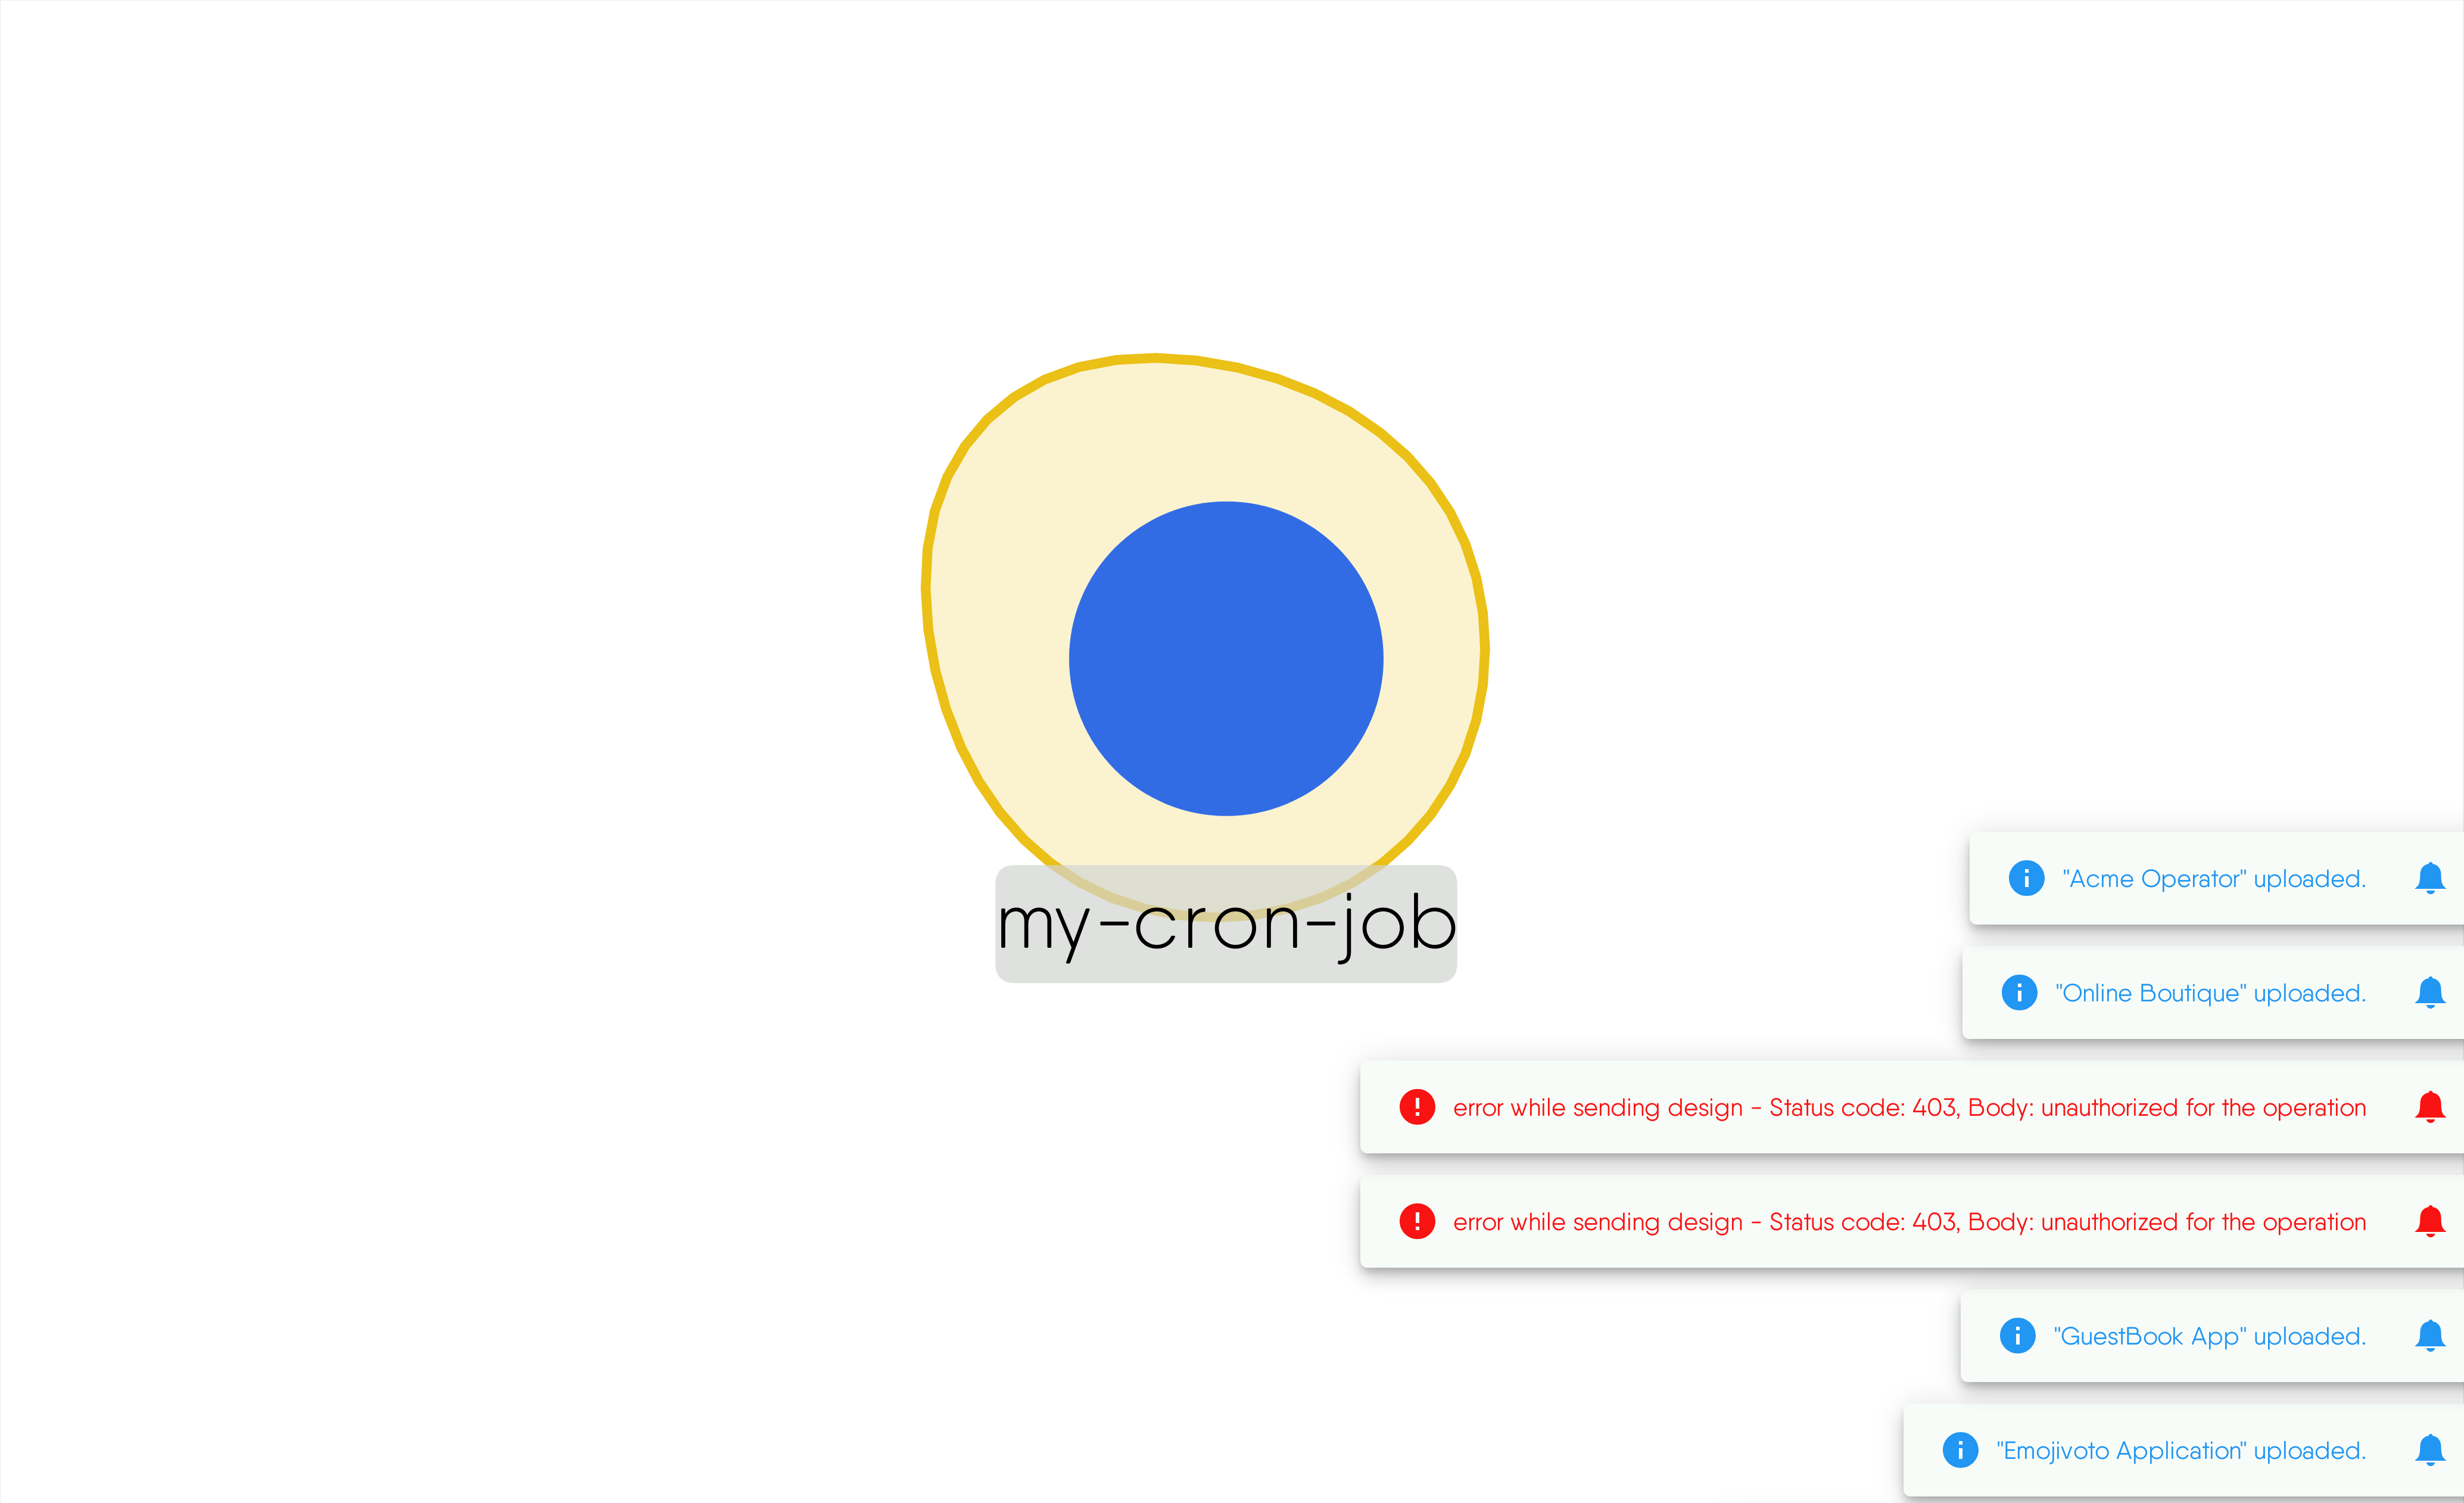 my-cron-job
"Acme Operator" uploaded.
"Online Boutique" uploaded.
error while sending design - Status code: 403, Body: unauthorized for the operation
error while sending design - Status code: 403, Body: unauthorized for the operation
"GuestBook App" uploaded.
"Emojivoto Application" uploaded.